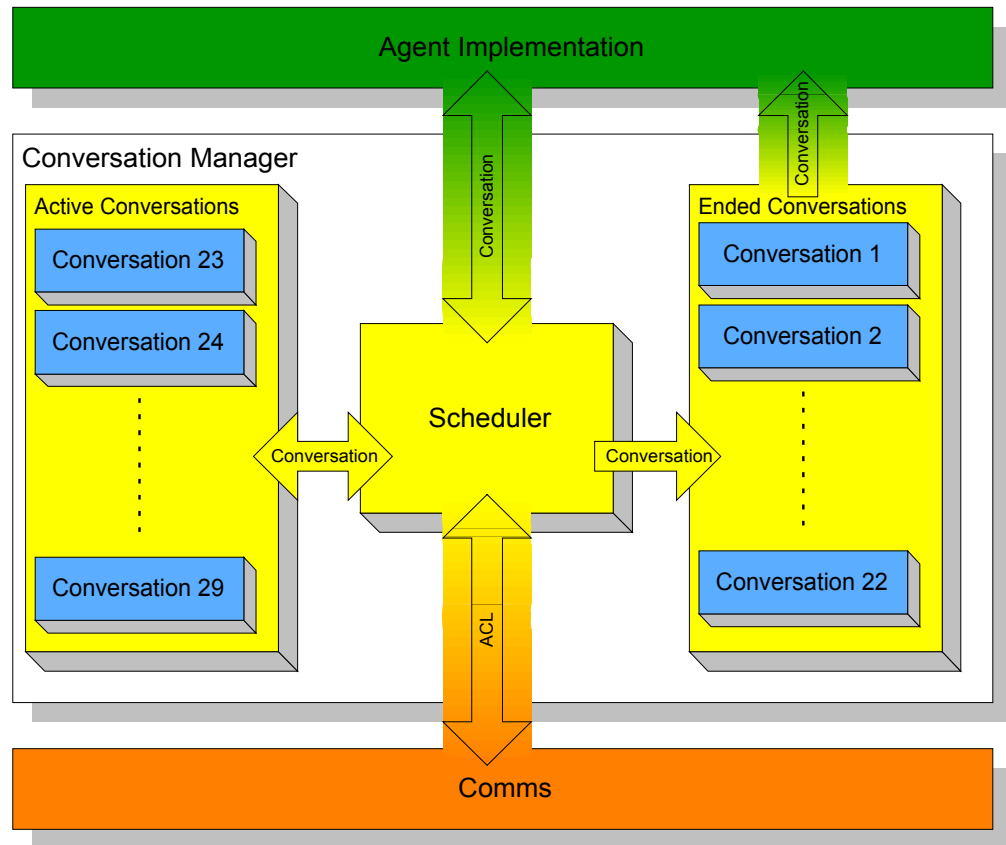 Agent Implementation
Conversation
Conversation
Conversation Manager
Active Conversations
Conversation 23
Conversation 24
Conversation 29
Scheduler
Conversation
Conversation
Ended Conversations
Conversation 1
Conversation 2
Conversation 22
ACL
Comms